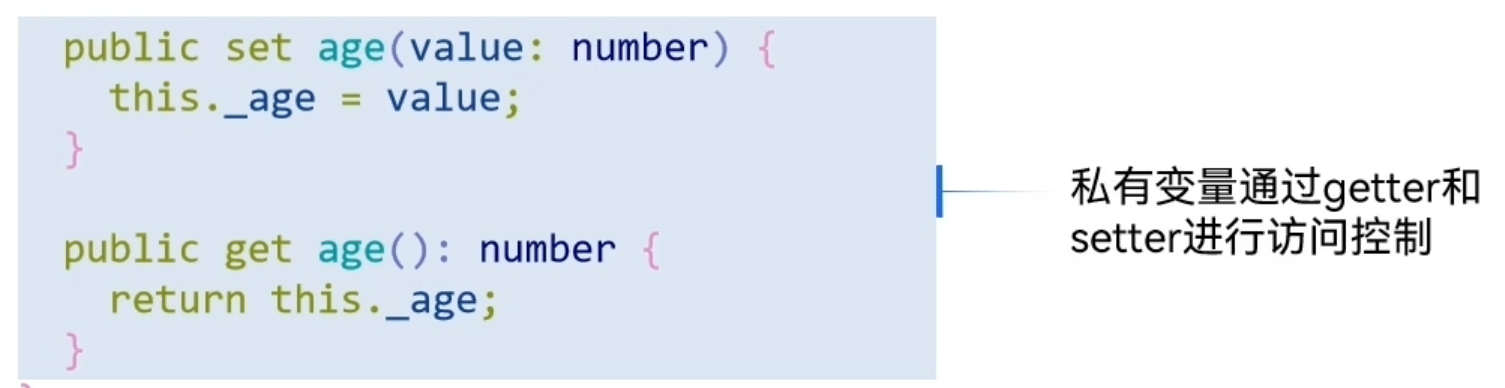 public set age(value: number) {
this._age = value;
}
public get age(): number {
return this._age;
}
私有变量通过getter和
setter进行访问控制